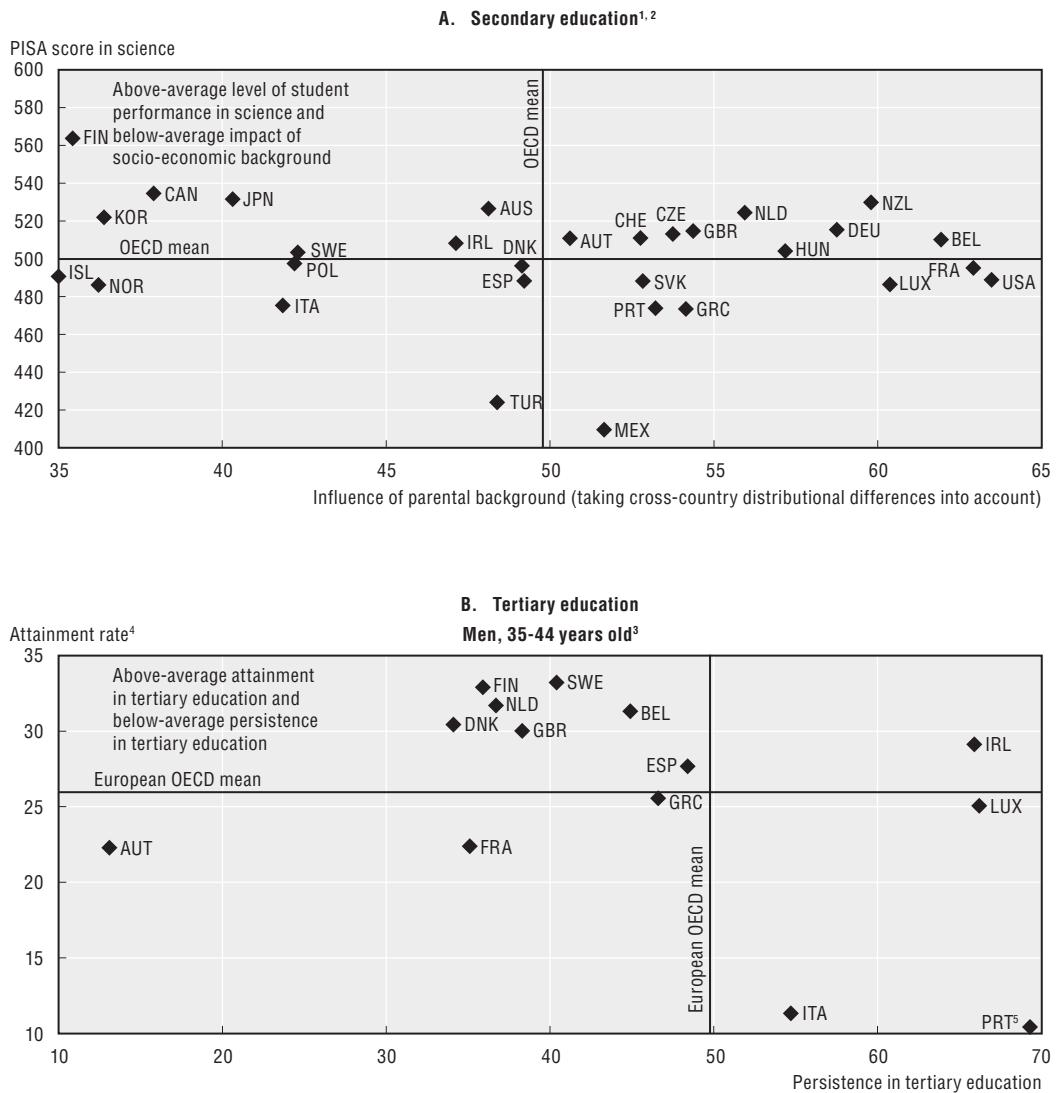 A. Secondary education1, 2
PISA score in science
600
Above-average level of student
performance in science and
below-average impact of
socio-economic background
OECD mean
580
FIN
560
540
CAN
JPN
KOR
AUS
NZL
520
CHE
CZE
NLD
AUT
GBR
DEU
BEL
IRL
DNK
HUN
OECD mean
SWE
500
ISL
POL
FRA
NOR
ESP
SVK
LUX
USA
480
ITA
PRT
GRC
460
440
420
TUR
MEX
400
35 40 45 50 55 60 65
Influence of parental background (taking cross-country distributional differences into account)
B. Tertiary education
Attainment rate4
Men, 35-44 years old3
35
Above-average attainment
in tertiary education and
below-average persistence
in tertiary education
FIN
SWE
NLD
BEL
DNK
GBR
30
IRL
ESP
European OECD mean
GRC
LUX
25
AUT
FRA
European OECD mean
20
15
ITA
PRT5
10
10 20 30 40 50 60 70
Persistence in tertiary education